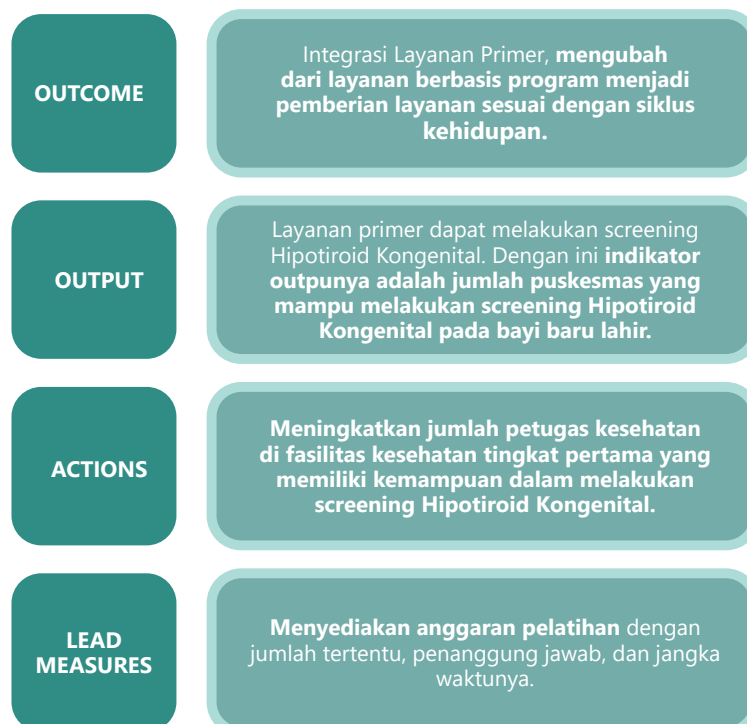 OUTCOME
Integrasi Layanan Primer, mengubah
dari layanan berbasis program menjadi
pemberian layanan sesuai dengan siklus
kehidupan.
OUTPUT
Layanan primer dapat melakukan screening
Hipotiroid Kongenital. Dengan ini indikator
outpunya adalah jumlah puskesmas yang
mampu melakukan screening Hipotiroid
Kongenital pada bayi baru lahir.
ACTIONS
Meningkatkan jumlah petugas kesehatan
di fasilitas kesehatan tingkat pertama yang
memiliki kemampuan dalam melakukan
screening Hipotiroid Kongenital.
LEAD
MEASURES
Menyediakan anggaran pelatihan dengan
jumlah tertentu, penanggung jawab, dan jangka
waktunya.